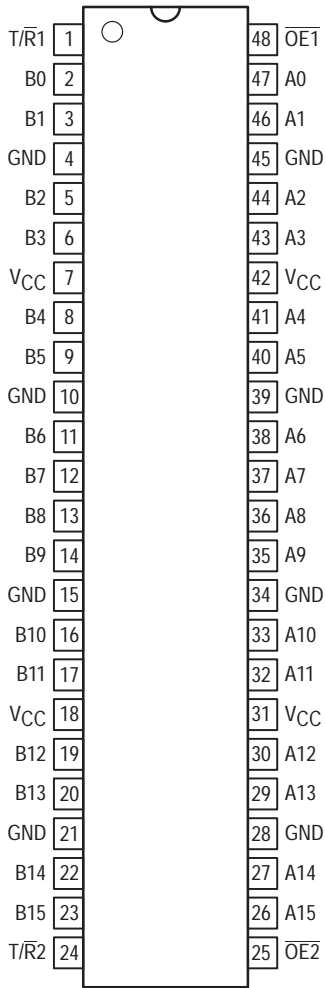 T/R̅1 1 48 O̅E̅1̅
B0 2 47 A0
B1 3 46 A1
GND 4 45 GND
B2 5 44 A2
B3 6 43 A3
VCC 7 42 VCC
B4 8 41 A4
B5 9 40 A5
GND 10 39 GND
B6 11 38 A6
B7 12 37 A7
B8 13 36 A8
B9 14 35 A9
GND 15 34 GND
B10 16 33 A10
B11 17 32 A11
VCC 18 31 VCC
B12 19 30 A12
B13 20 29 A13
GND 21 28 GND
B14 22 27 A14
B15 23 26 A15
T/R̅2 24 25 O̅E̅2̅